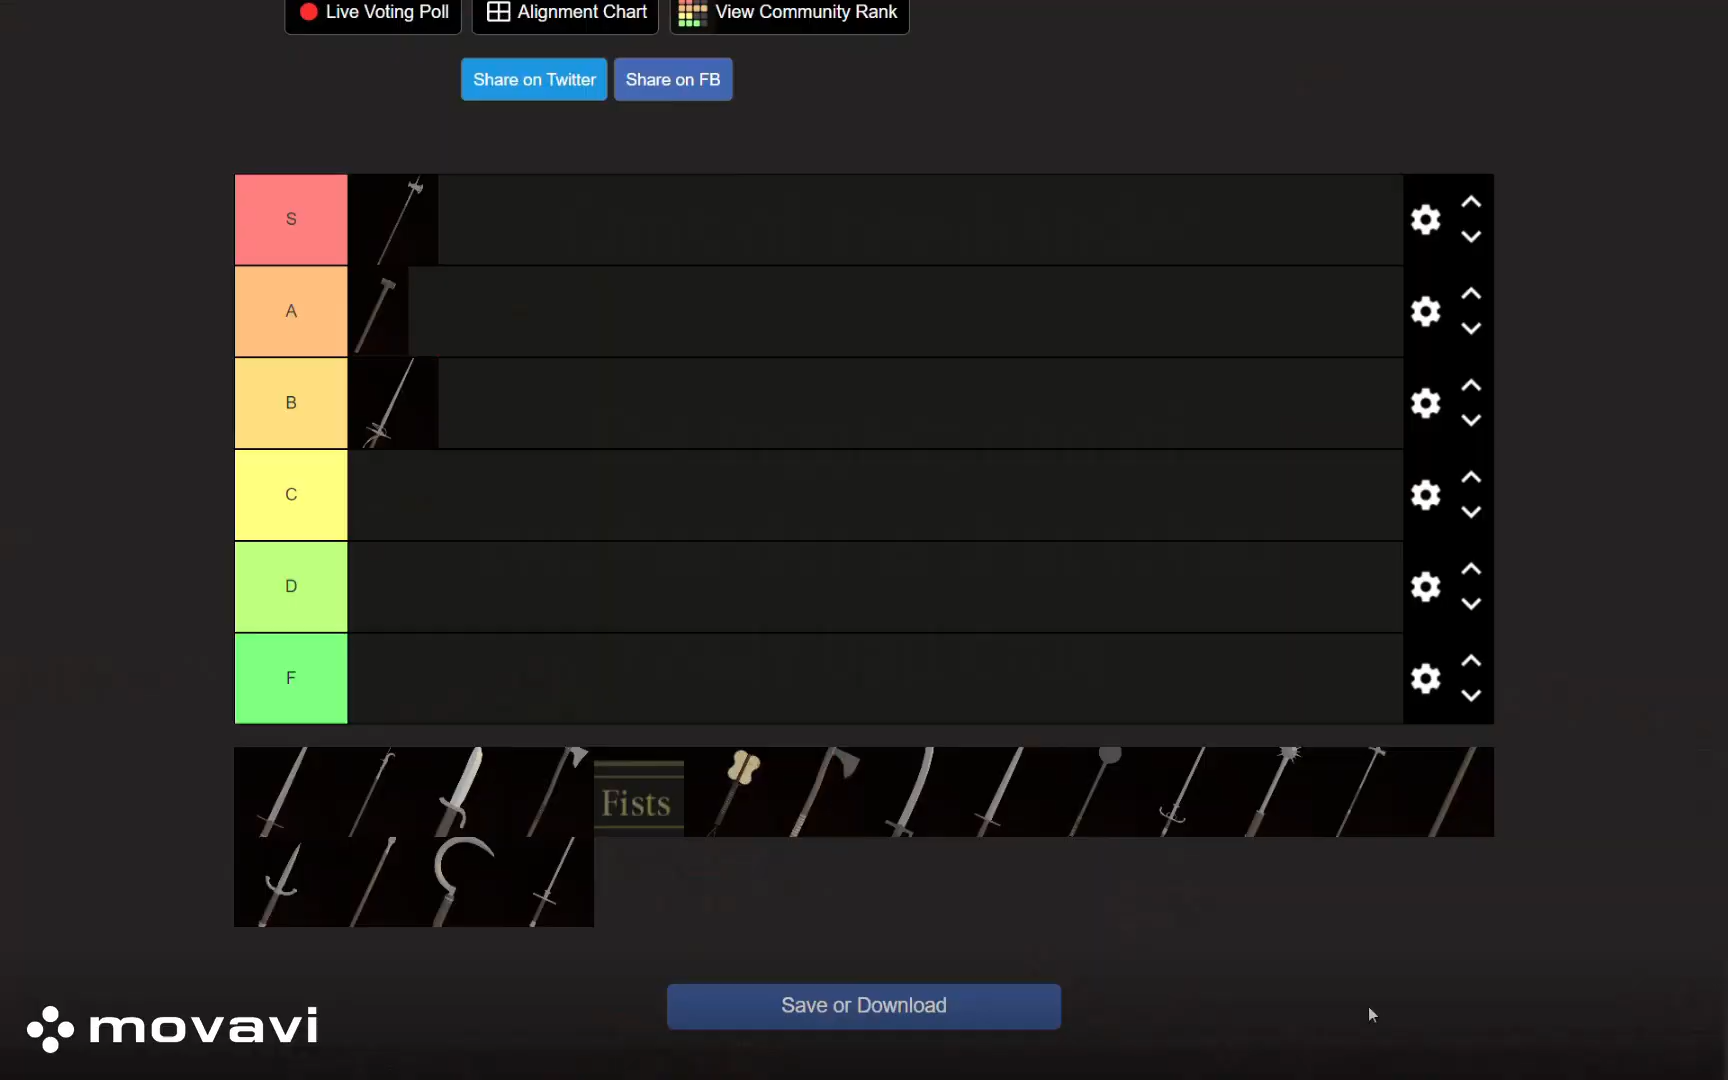 Live Voting Poll
Alignment Chart
View Community Rank
Share on Twitter
Share on FB
S
A
B
C
D
F
Fists
Save or Download
movavi